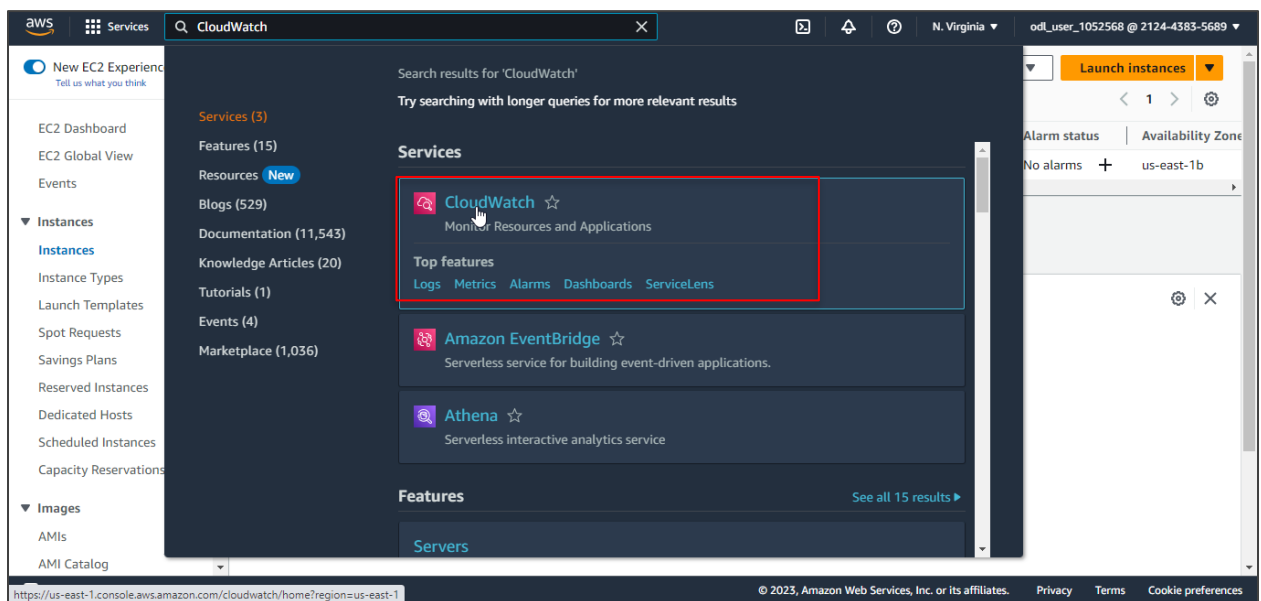 aws
Services
CloudWatch
N. Virginia ▼
odl_user_1052568 @ 2124-4383-5689 ▼
New EC2 Experienc
Tell us what you think
EC2 Dashboard
EC2 Global View
Events
▼ Instances
Instances
Instance Types
Launch Templates
Spot Requests
Savings Plans
Reserved Instances
Dedicated Hosts
Scheduled Instances
Capacity Reservations
▼ Images
AMIs
AMI Catalog
Services (3)
Features (15)
Resources New
Blogs (529)
Documentation (11,543)
Knowledge Articles (20)
Tutorials (1)
Events (4)
Marketplace (1,036)
Search results for 'CloudWatch'
Try searching with longer queries for more relevant results
Services
CloudWatch
Monitor Resources and Applications
Top features
Logs Metrics Alarms Dashboards ServiceLens
Amazon EventBridge
Serverless service for building event-driven applications.
Athena
Serverless interactive analytics service
Features
See all 15 results ▶
Servers
Launch instances ▼
< 1 >
Alarm status
Availability Zone
No alarms +
us-east-1b
https://us-east-1.console.aws.amazon.com/cloudwatch/home?region=us-east-1
© 2023, Amazon Web Services, Inc. or its affiliates.
Privacy
Terms
Cookie preferences